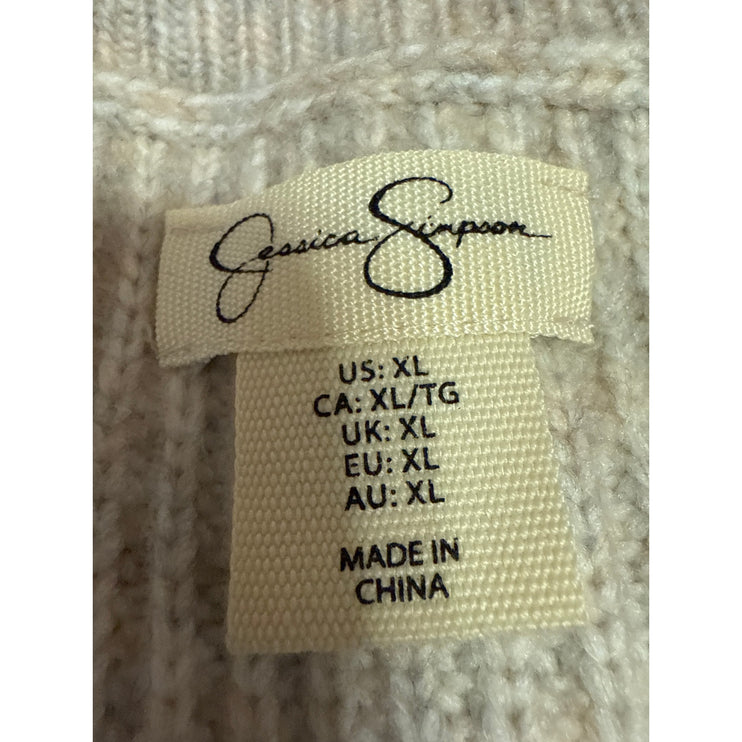 Jessica Simpson
US: XL
CA: XL/TG
UK: XL
EU: XL
AU: XL
MADE IN
CHINA